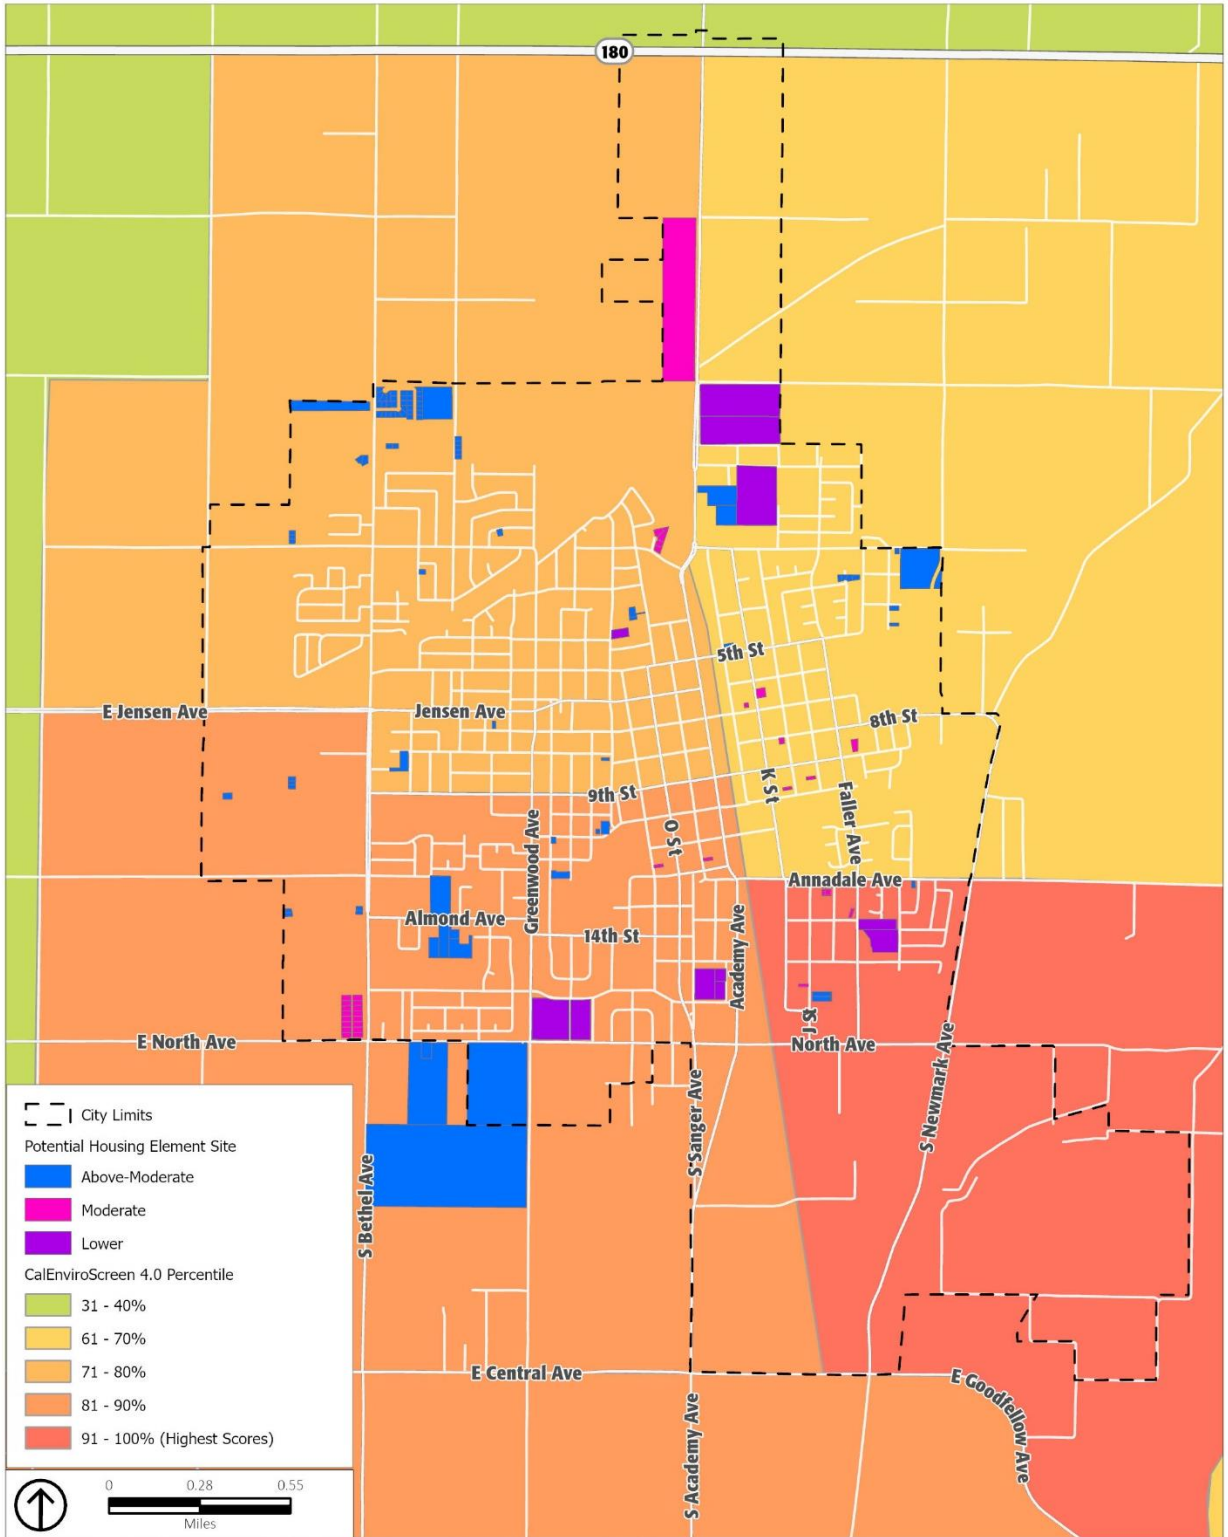 180
5th St
E Jensen Ave
Jensen Ave
8th St
9th St
K St
Faller Ave
O St
Greenwood Ave
Annadale Ave
Almond Ave
14th St
Academy Ave
E North Ave
North Ave
S Newmark Ave
S Sanger Ave
S Bethel Ave
E Central Ave
E Goodfellow Ave
S Academy Ave
City Limits
Potential Housing Element Site
Above-Moderate
Moderate
Lower
CalEnviroScreen 4.0 Percentile
31 - 40%
61 - 70%
71 - 80%
81 - 90%
91 - 100% (Highest Scores)
0 0.28 0.55
Miles